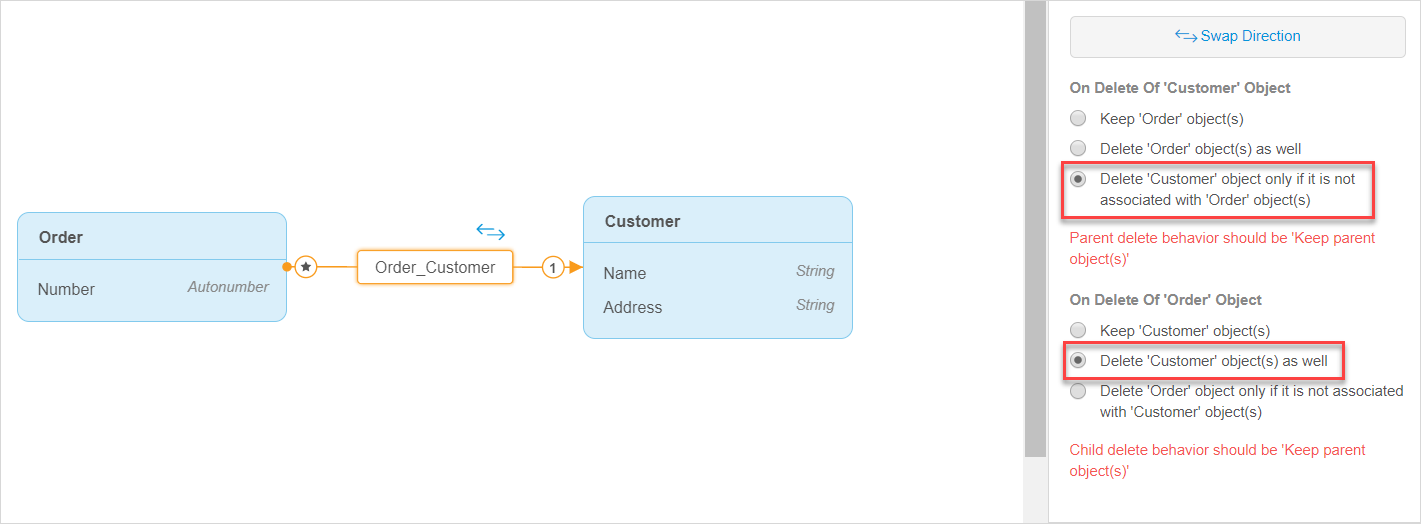 Order
Number Autonumber
Order_Customer
1
Customer
Name String
Address String
Swap Direction
On Delete Of 'Customer' Object
Keep 'Order' object(s)
Delete 'Order' object(s) as well
Delete 'Customer' object only if it is not
associated with 'Order' object(s)
Parent delete behavior should be 'Keep parent
object(s)'
On Delete Of 'Order' Object
Keep 'Customer' object(s)
Delete 'Customer' object(s) as well
Delete 'Order' object only if it is not associated
with 'Customer' object(s)
Child delete behavior should be 'Keep parent
object(s)'